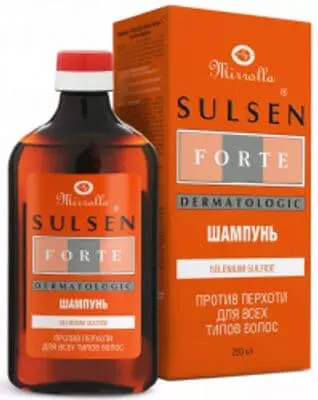 Mirrolla
SULSEN®
FORTE
DERMATOLOGIC
ШАМПУНЬ
SELENIUM SULFIDE
ПРОТИВ ПЕРХОТИ
ДЛЯ ВСЕХ
ТИПОВ ВОЛОС
250 мл
Mirrolla
SULSEN®
FORTE
DERMATOLOGIC
ШАМПУНЬ
SELENIUM SULFIDE
ПРОТИВ ПЕРХОТИ
ДЛЯ ВСЕХ ТИПОВ ВОЛОС